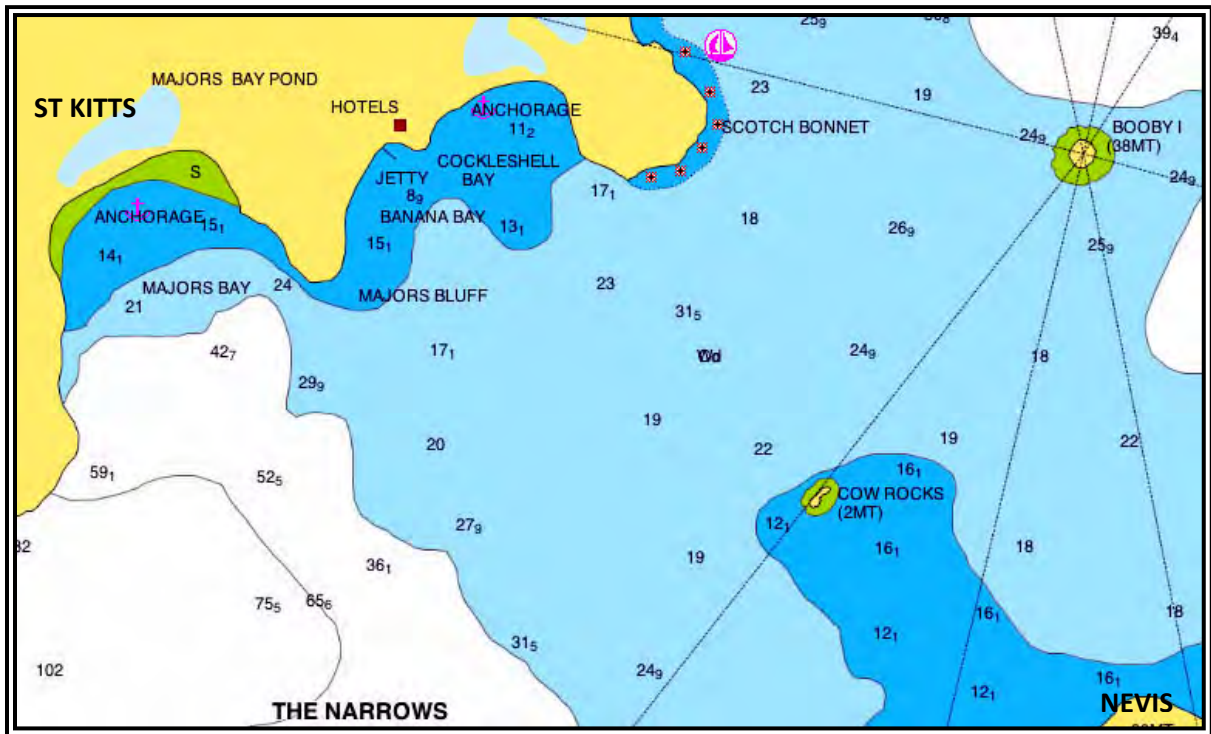 25₉
39₄
MAJORS BAY POND
ST KITTS
HOTELS
ANCHORAGE
11₂
23
19
SCOTCH BONNET
24₉
BOOBY I
(38MT)
24₉
COCKLESHELL
BAY
JETTY
8₉
S
17₁
ANCHORAGE
15₁
BANANA BAY
13₁
18
26₉
25₉
14₁
15₁
MAJORS BAY
24
21
MAJORS BLUFF
23
31₅
42₇
17₁
24₉
18
29₉
19
20
22
19
22
59₁
52₅
16₁
COW ROCKS
(2MT)
27₉
12₁
16₁
18
19
36₁
75₅
65₆
16₁
18
12₁
31₅
24₉
102
16₁
12₁
NEVIS
THE NARROWS